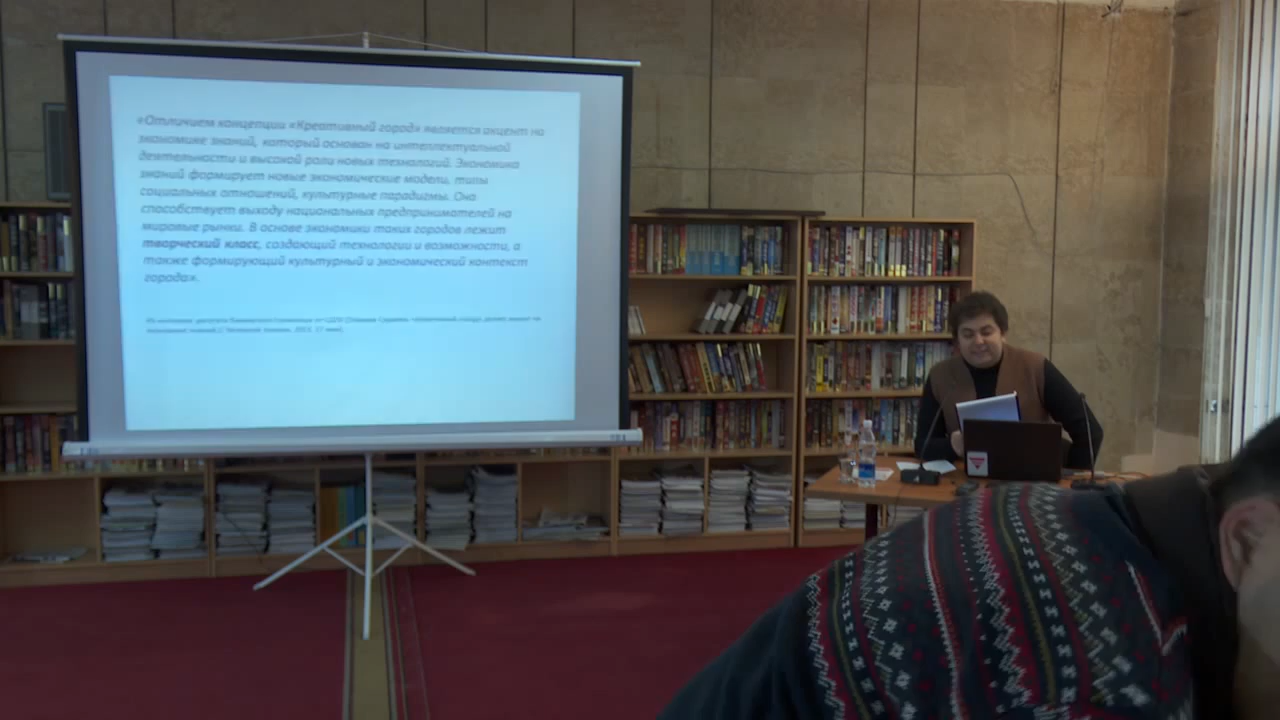 «Отличием концепции «Креативный город» является акцент на
экономике знаний, который основан на интеллектуальной
деятельности и высокой роли новых технологий. Экономика
знаний формирует новые экономические модели, типы
социальных отношений, культурные парадигмы. Она
способствует выходу национальных предпринимателей на
мировые рынки. В основе экономики таких городов лежит
творческий класс, создающий технологии и возможности, а
также формирующий культурный и экономический контекст
города».